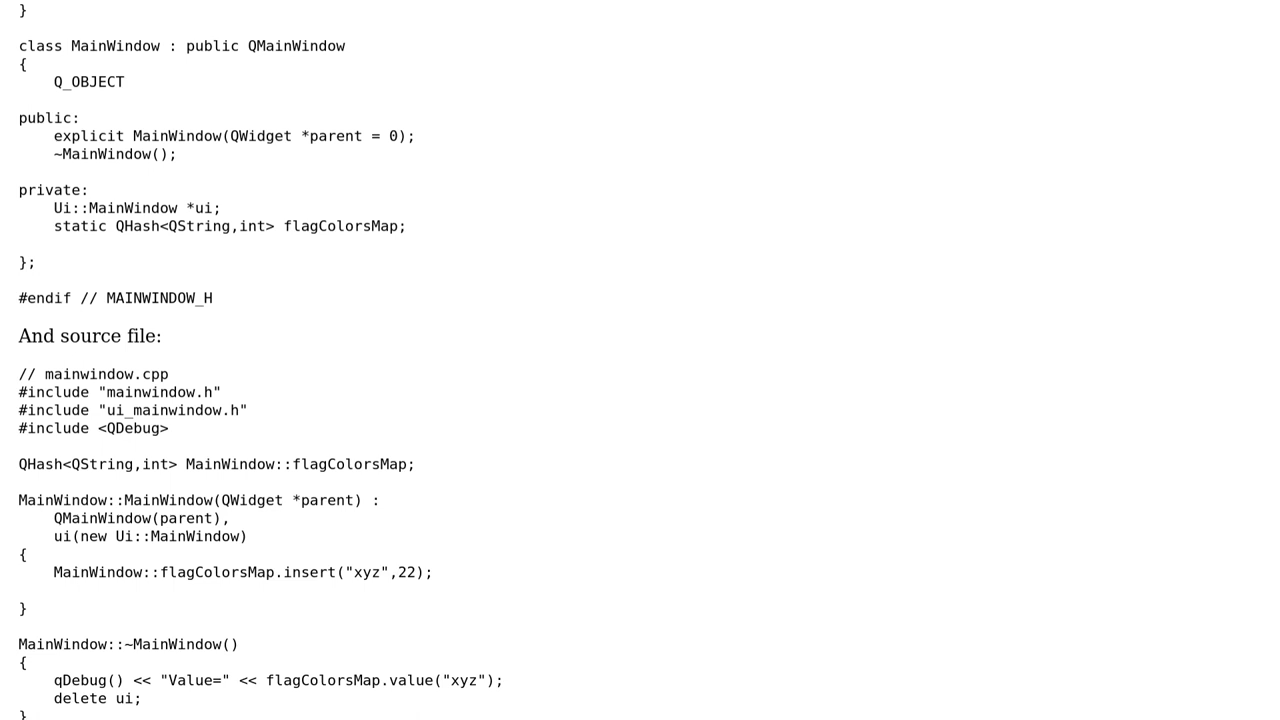 }
class MainWindow : public QMainWindow
{
    Q_OBJECT
public:
    explicit MainWindow(QWidget *parent = 0);
    ~MainWindow();
private:
    Ui::MainWindow *ui;
    static QHash<QString,int> flagColorsMap;
};
#endif // MAINWINDOW_H
And source file:
// mainwindow.cpp
#include "mainwindow.h"
#include "ui_mainwindow.h"
#include <QDebug>
QHash<QString,int> MainWindow::flagColorsMap;
MainWindow::MainWindow(QWidget *parent) :
    QMainWindow(parent),
    ui(new Ui::MainWindow)
{
    MainWindow::flagColorsMap.insert("xyz",22);
}
MainWindow::~MainWindow()
{
    qDebug() << "Value=" << flagColorsMap.value("xyz");
    delete ui;
}